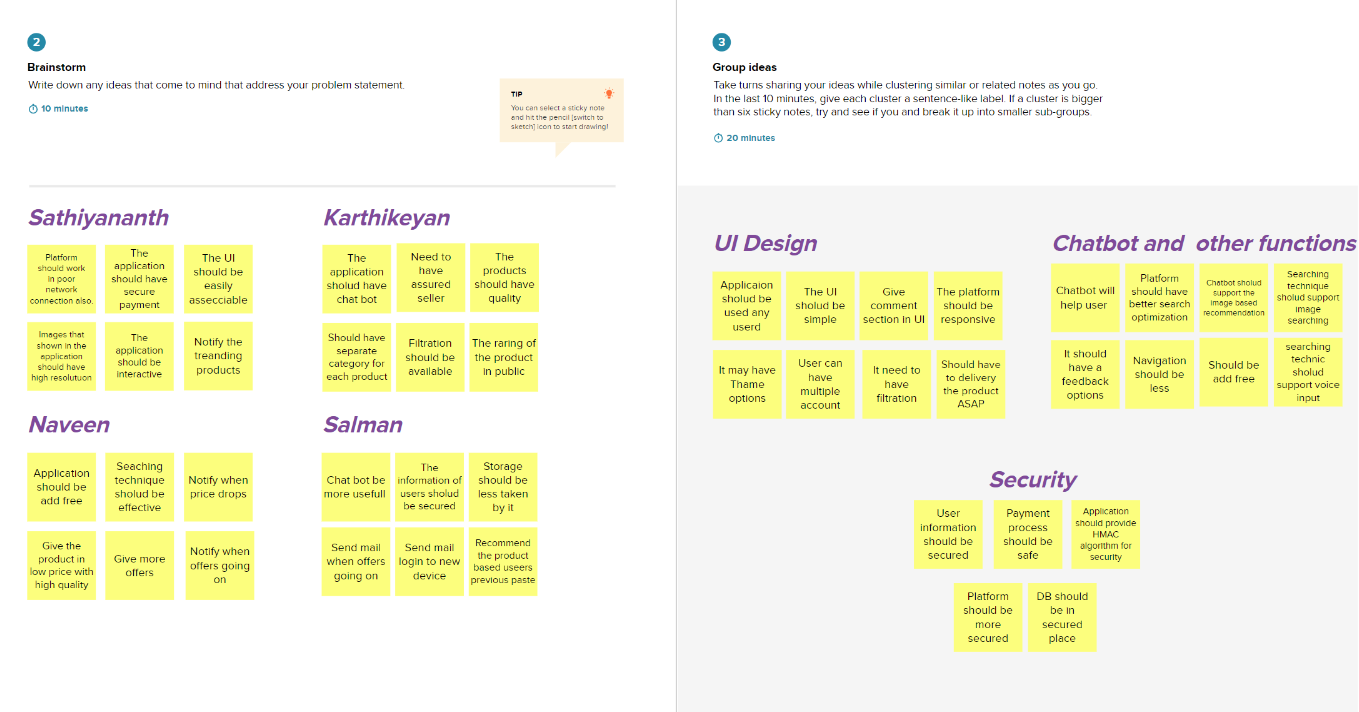 2
Brainstorm
Write down any ideas that come to mind that address your problem statement.
10 minutes
TIP
You can select a sticky note
and hit the pencil [switch to
sketch] icon to start drawing!
Sathiyananth
Platform
should work
in poor
network
connection also.
The
application
should have
secure
payment
The UI
should be
easily
assecciable
Images that
shown in the
application
should have
high resolutuon
The
application
should be
interactive
Notify the
treanding
products
Karthikeyan
The
application
sholud have
chat bot
Need to
have
assured
seller
The
products
should have
quality
Should have
separate
category for
each product
Filtration
should be
available
The raring of
the product
in public
Naveen
Application
should be
add free
Seaching
technique
sholud be
effective
Notify when
price drops
Give the
product in
low price with
high quality
Give more
offers
Notify when
offers going
on
Salman
Chat bot be
more usefull
The
information of
users sholud
be secured
Storage
should be
less taken
by it
Send mail
when offers
going on
Send mail
login to new
device
Recommend
the product
based useers
previous paste
3
Group ideas
Take turns sharing your ideas while clustering similar or related notes as you go.
In the last 10 minutes, give each cluster a sentence-like label. If a cluster is bigger
than six sticky notes, try and see if you and break it up into smaller sub-groups.
20 minutes
UI Design
Applicaion
sholud be
used any
userd
The UI
sholud be
simple
Give
comment
section in UI
The platform
should be
responsive
It may have
Thame
options
User can
have
multiple
account
It need to
have
filtration
Should have
to delivery
the product
ASAP
Chatbot and other functions
Chatbot will
help user
Platform
should have
better search
optimization
Chatbot sholud
support the
image based
recommendation
Searching
technique
sholud support
image
searching
It should
have a
feedback
options
Navigation
should be
less
Should be
add free
searching
technic
sholud
support voice
input
Security
User
information
should be
secured
Payment
process
should be
safe
Application
should provide
HMAC
algorithm for
security
Platform
should be
more
secured
DB should
be in
secured
place